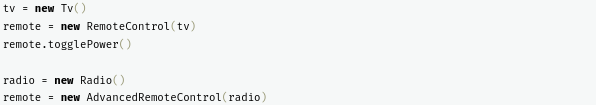 tv = new Tv()
remote = new RemoteControl(tv)
remote.togglePower()

radio = new Radio()
remote = new AdvancedRemoteControl(radio)